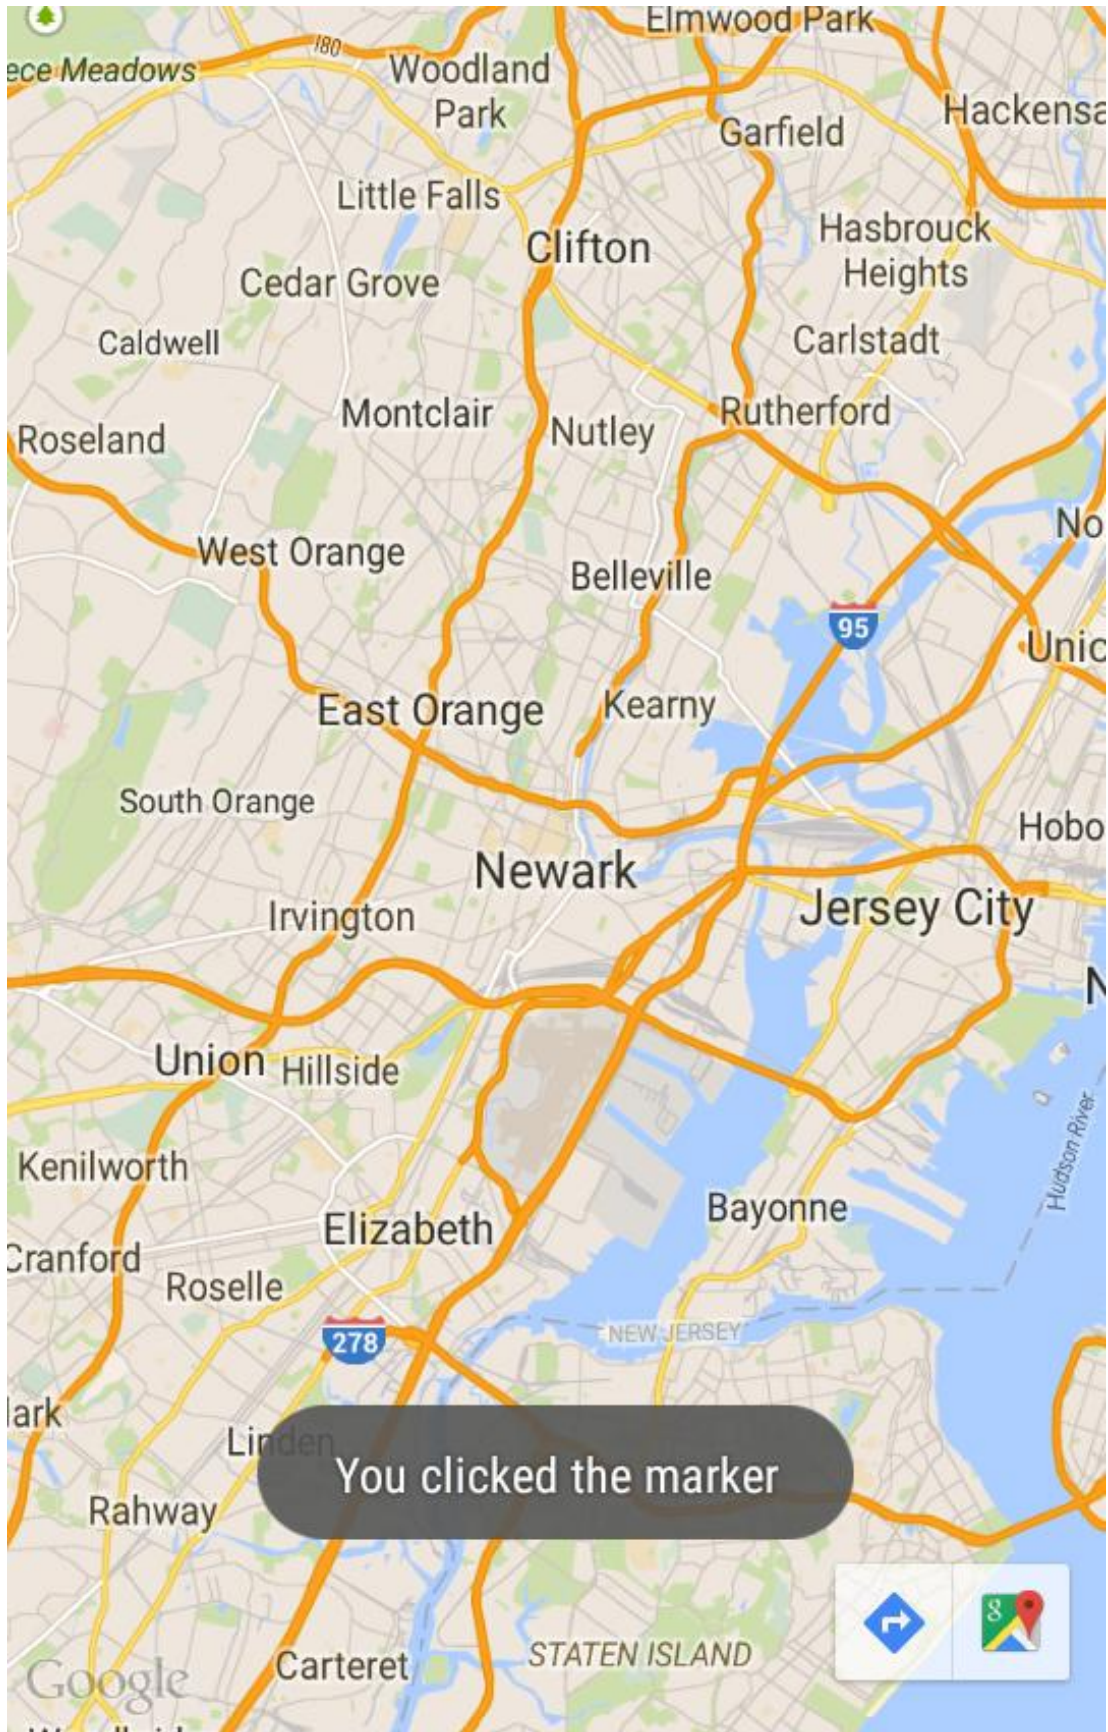 Elmwood Park
180
ece Meadows
Woodland
Park
Hackensa
Garfield
Little Falls
Hasbrouck
Heights
Clifton
Cedar Grove
Caldwell
Carlstadt
Montclair
Rutherford
Nutley
Roseland
No
West Orange
Belleville
95
Unio
East Orange
Kearny
South Orange
Hobo
Newark
Jersey City
Irvington
N
Union
Hillside
Hudson River
Kenilworth
Bayonne
Elizabeth
Cranford
Roselle
NEW JERSEY
278
lark
Linden
You clicked the marker
Rahway
8
STATEN ISLAND
Carteret
Google